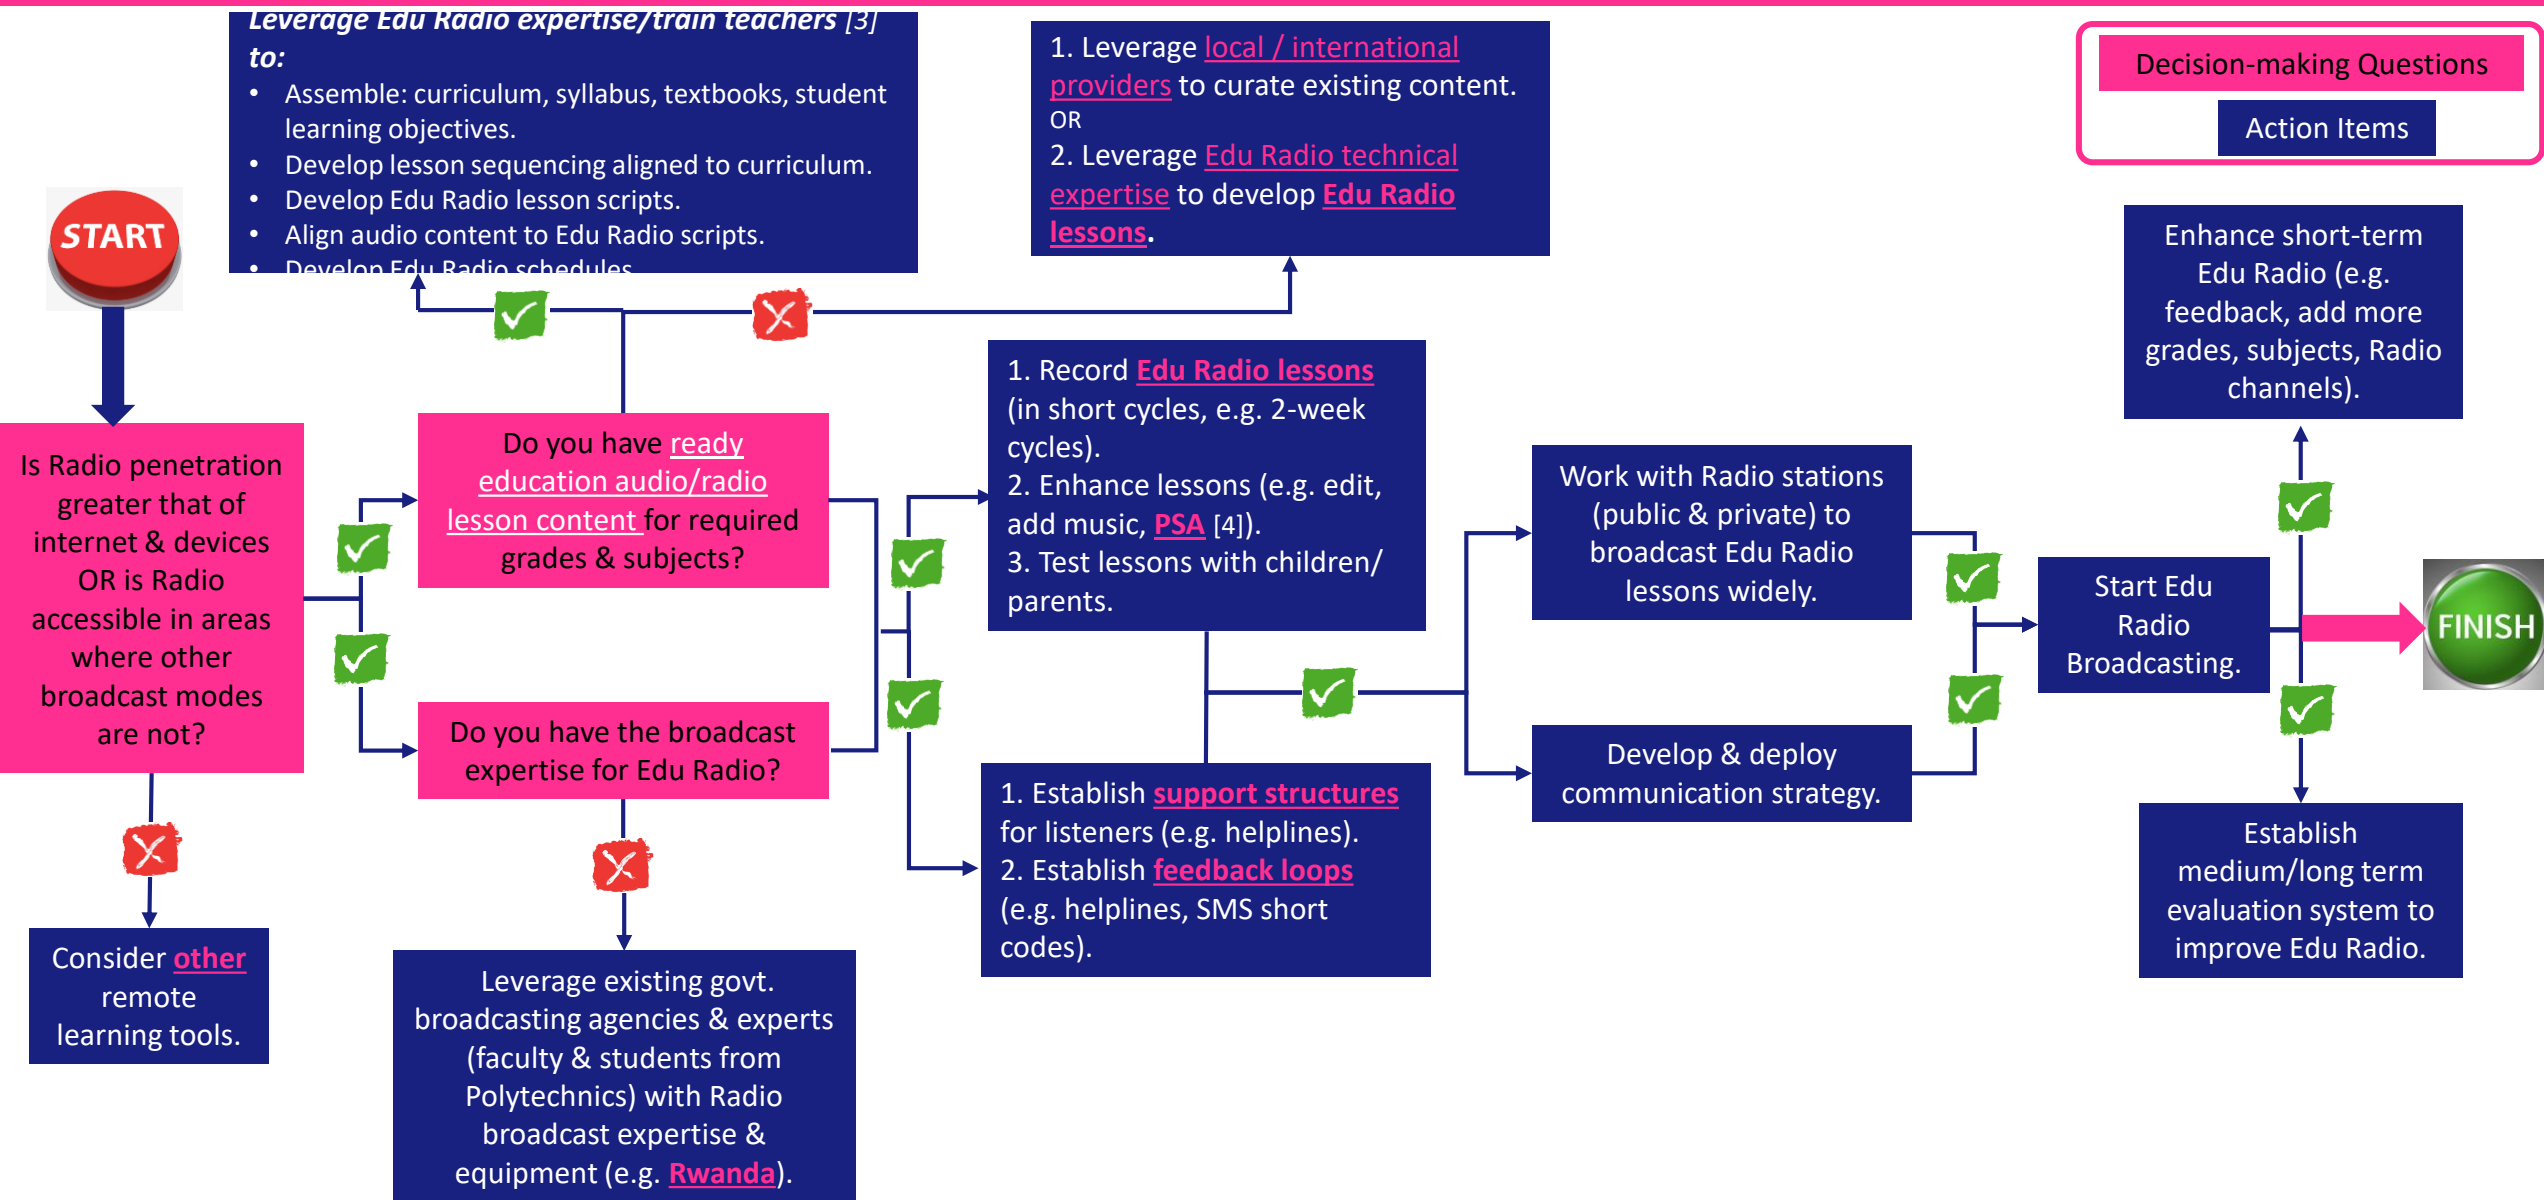 Leverage Edu Radio expertise/train teachers [3]
to:
• Assemble: curriculum, syllabus, textbooks, student
learning objectives.
• Develop lesson sequencing aligned to curriculum.
• Develop Edu Radio lesson scripts.
• Align audio content to Edu Radio scripts.
• Develop Edu Radio schedules
1. Leverage local / international
providers to curate existing content.
OR
2. Leverage Edu Radio technical
expertise to develop Edu Radio
lessons.
Decision-making Questions
Action Items
START
Is Radio penetration
greater that of
internet & devices
OR is Radio
accessible in areas
where other
broadcast modes
are not?
Consider other
remote
learning tools.
Do you have ready
education audio/radio
lesson content for required
grades & subjects?
Do you have the broadcast
expertise for Edu Radio?
Leverage existing govt.
broadcasting agencies & experts
(faculty & students from
Polytechnics) with Radio
broadcast expertise &
equipment (e.g. Rwanda).
1. Record Edu Radio lessons
(in short cycles, e.g. 2-week
cycles).
2. Enhance lessons (e.g. edit,
add music, PSA [4]).
3. Test lessons with children/
parents.
1. Establish support structures
for listeners (e.g. helplines).
2. Establish feedback loops
(e.g. helplines, SMS short
codes).
Work with Radio stations
(public & private) to
broadcast Edu Radio
lessons widely.
Develop & deploy
communication strategy.
Start Edu
Radio
Broadcasting.
Enhance short-term
Edu Radio (e.g.
feedback, add more
grades, subjects, Radio
channels).
FINISH
Establish
medium/long term
evaluation system to
improve Edu Radio.